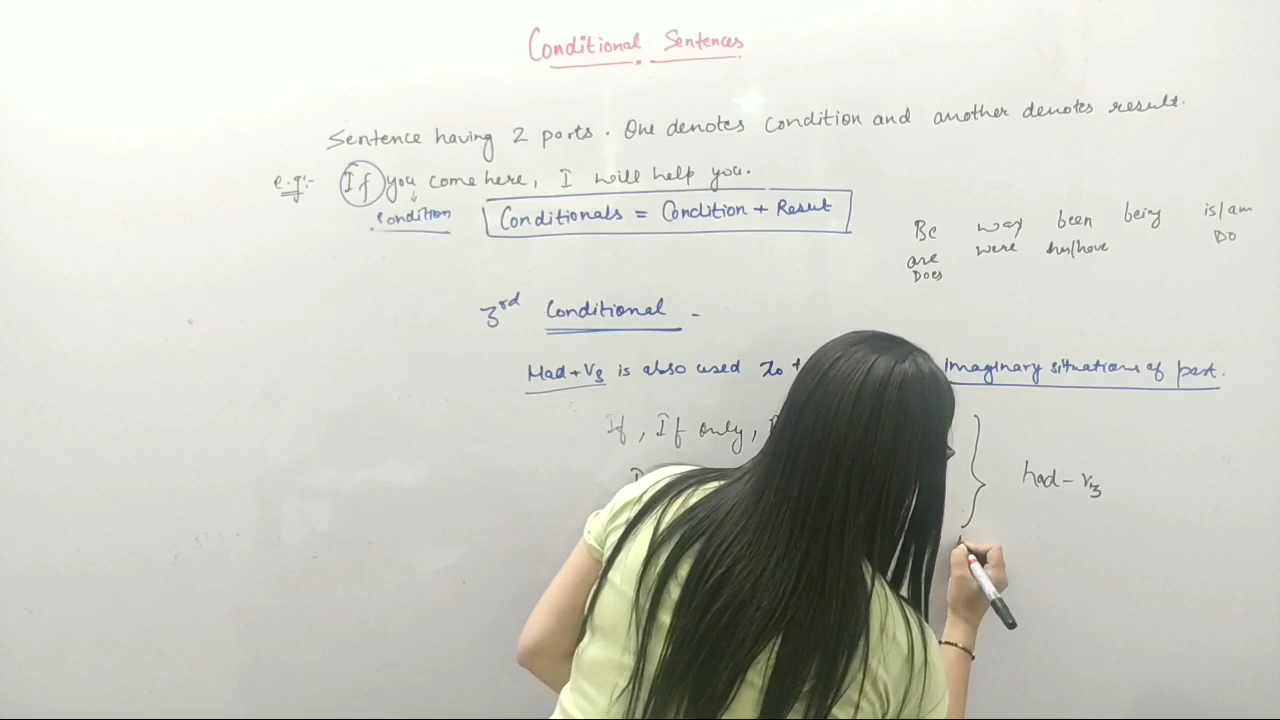 Conditional Sentences
Sentence having 2 parts. One denotes condition and another denotes result.
e.g:- If you come here, I will help you.
condition
Conditionals = Condition + Result
Be way been being is/am
are were has/have DO
Does
3rd Conditional -
Had+V3 is also used to imaginary situations of past.
If, If only,
had - V3